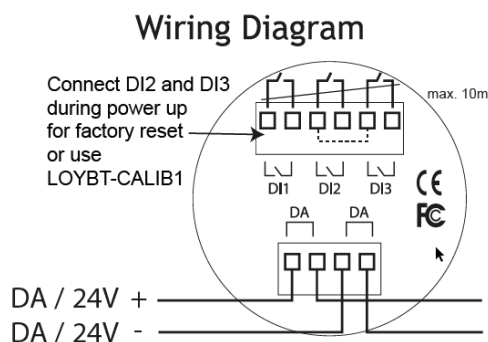 Wiring Diagram
Connect DI2 and DI3
during power up
for factory reset
or use
LOYBT-CALIB1
max. 10m
DI1 DI2 DI3
CE
FC
DA DA
DA / 24V +
DA / 24V -